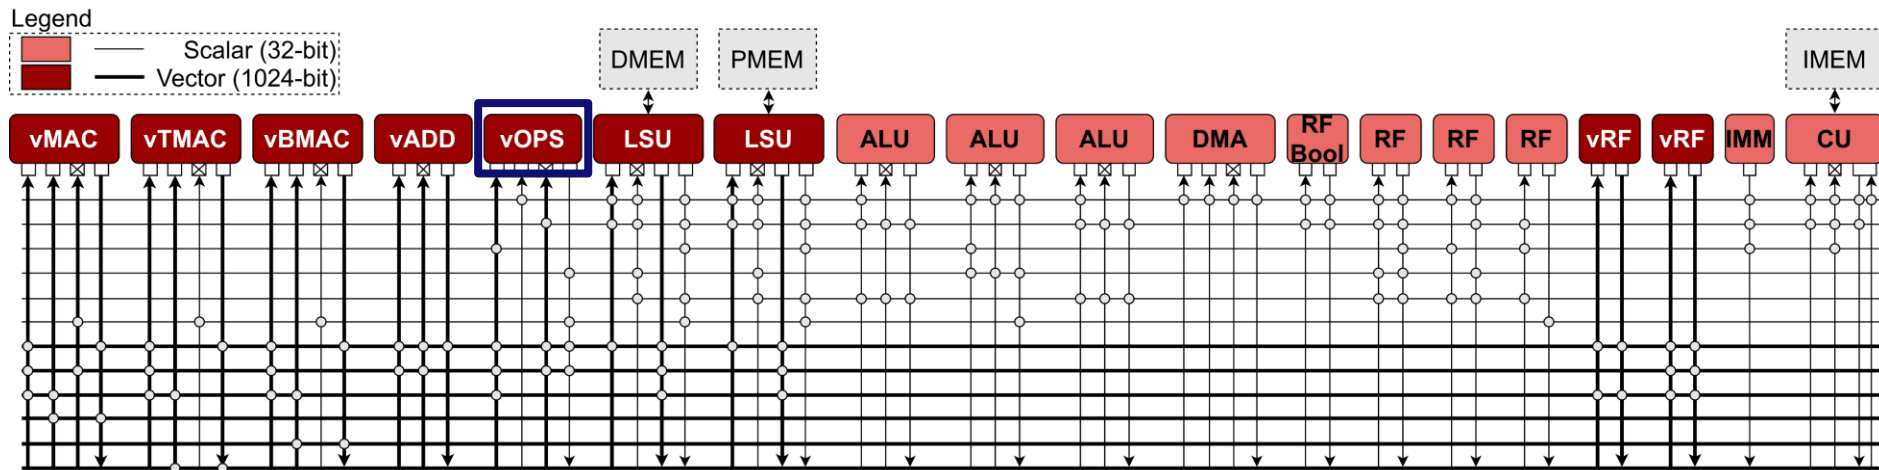 Legend
Scalar (32-bit)
Vector (1024-bit)
DMEM
PMEM
IMEM
vMAC
vTMAC
vBMAC
vADD
vOPS
LSU
LSU
ALU
ALU
ALU
DMA
RF
Bool
RF
RF
RF
vRF
vRF
IMM
CU